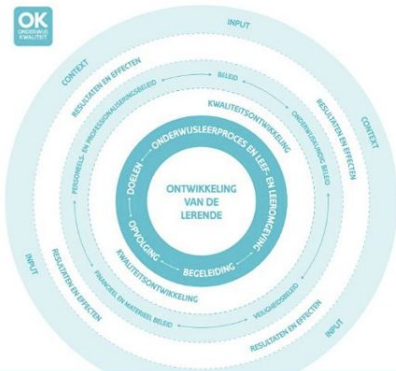 OK
ONDERWIJS
KWALITEIT
INPUT
CONTEXT
CONTEXT
INPUT
INPUT
RESULTATEN EN EFFECTEN
RESULTATEN EN EFFECTEN
RESULTATEN EN EFFECTEN
RESULTATEN EN EFFECTEN
BELEID
ONDERWIJSKUNDIG BELEID
VEILIGHEIDSBELEID
FINANCIEEL EN MATERIEEL BELEID
PERSONEELS- EN PROFESSIONALISERINGSBELEID
KWALITEITSONTWIKKELING
KWALITEITSONTWIKKELING
DOELEN
ONDERWIJSLEERPROCES EN LEEF- EN LEEROMGEVING
BEGELEIDING
OPVOLGING
ONTWIKKELING
VAN DE
LERENDE